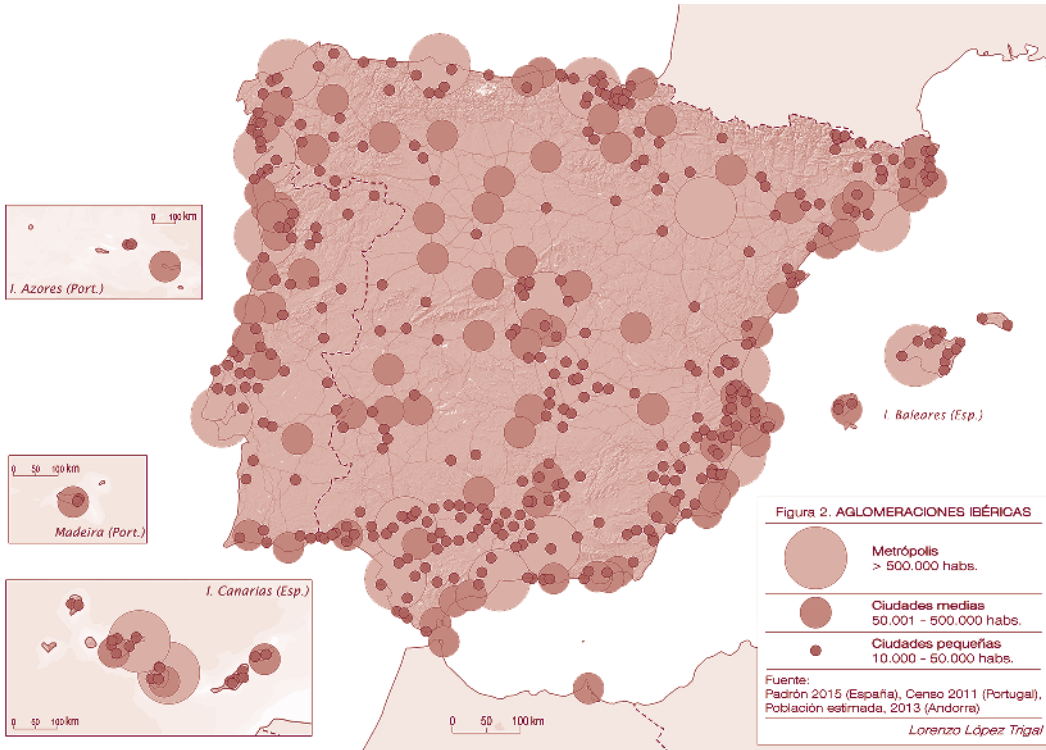 0 100 km
I. Azores (Port.)
I. Baleares (Esp.)
0 50 100 km
Madeira (Port.)
I. Canarias (Esp.)
0 50 100 km
0 50 100 km
Figura 2. AGLOMERACIONES IBÉRICAS
Metrópolis
> 500.000 habs.
Ciudades medias
50.001 - 500.000 habs.
Ciudades pequeñas
10.000 - 50.000 habs.
Fuente:
Padrón 2015 (España), Censo 2011 (Portugal),
Población estimada, 2013 (Andorra)
Lorenzo López Trigal